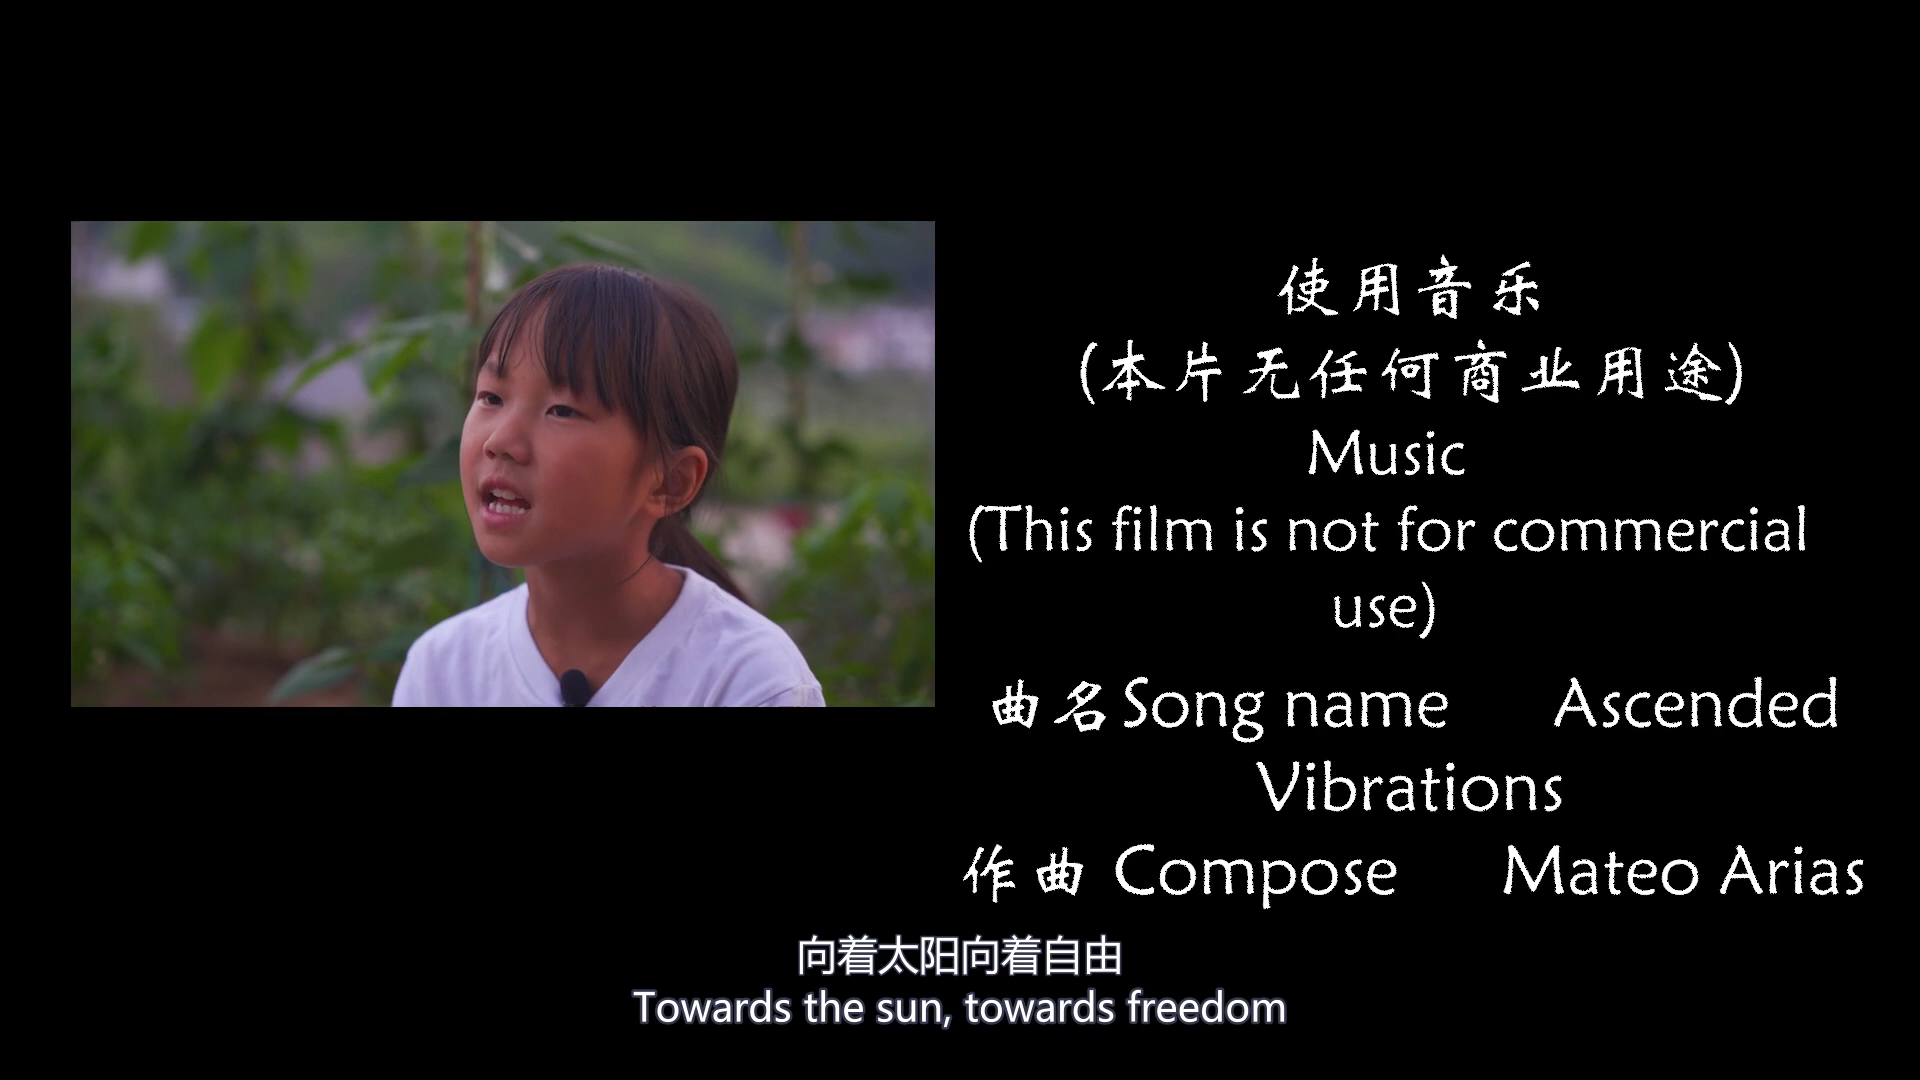 使用音乐
(本片无任何商业用途)
Music
(This film is not for commercial
use)
曲名Song name Ascended
Vibrations
作曲 Compose Mateo Arias
向着太阳向着自由
Towards the sun, towards freedom